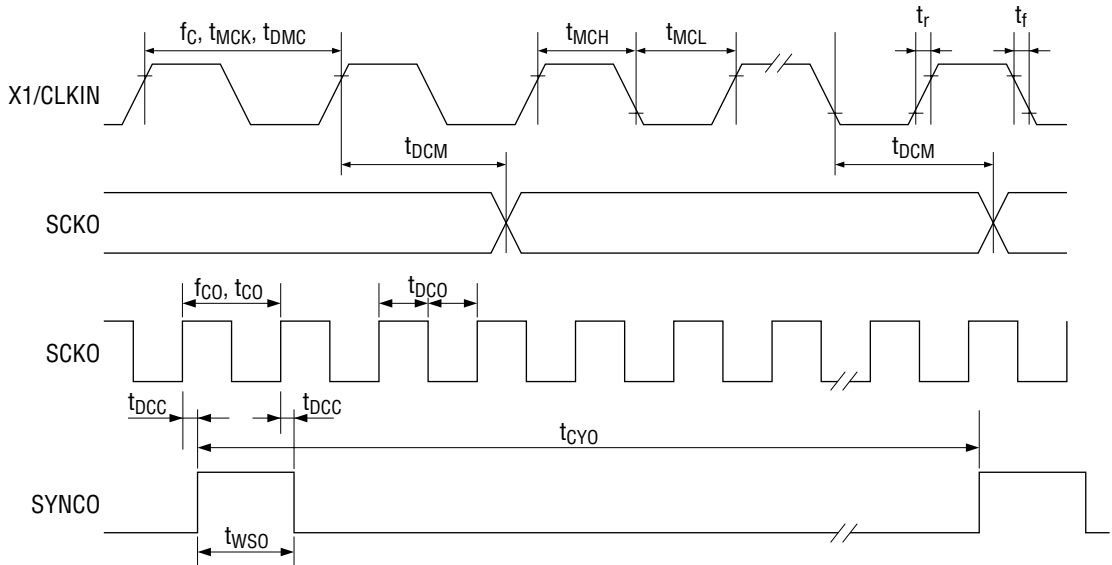 f_C, t_MCK, t_DMC
t_MCH
t_MCL
t_r
t_f
X1/CLKIN
t_DCM
t_DCM
SCKO
f_CO, t_CO
t_DCO
SCKO
t_DCC
t_DCC
t_CYO
SYNCO
t_WSO